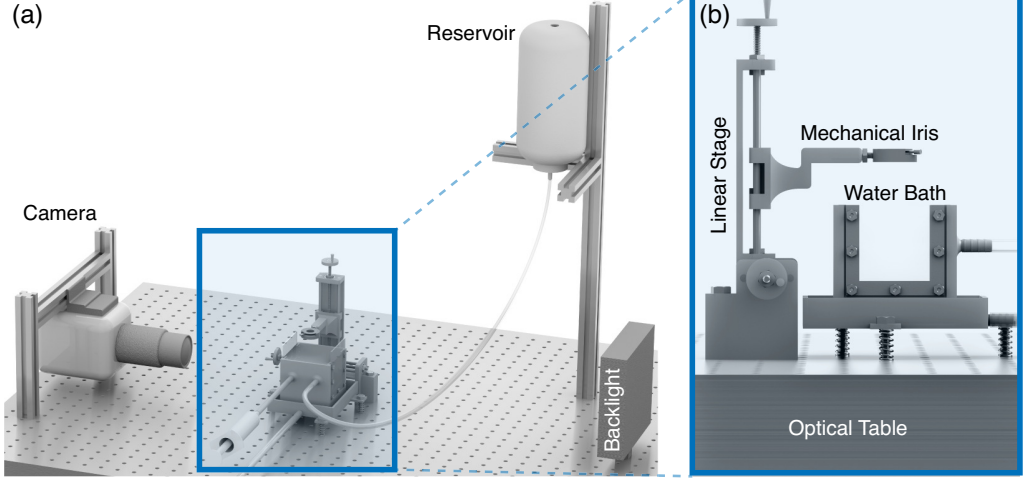 (a)
Reservoir
Camera
Backlight
(b)
Linear Stage
Mechanical Iris
Water Bath
Optical Table